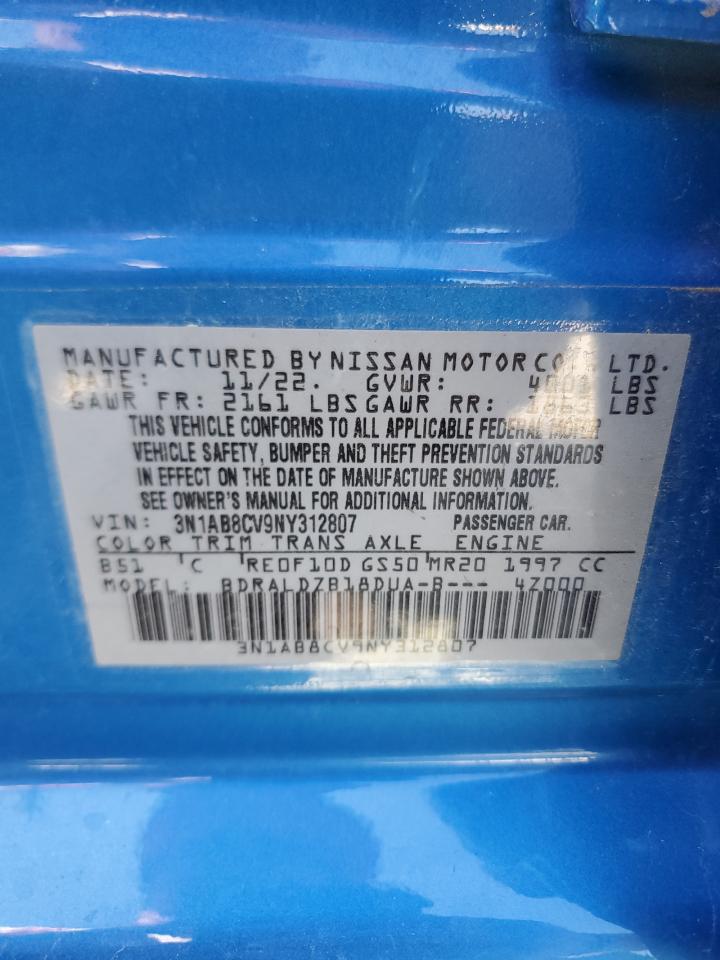 MANUFACTURED BY NISSAN MOTOR CO., LTD.
DATE: 11/22. GVWR: LBS
GAWR FR: 2161 LBS GAWR RR: LBS
THIS VEHICLE CONFORMS TO ALL APPLICABLE FEDERAL MOTOR
VEHICLE SAFETY, BUMPER AND THEFT PREVENTION STANDARDS
IN EFFECT ON THE DATE OF MANUFACTURE SHOWN ABOVE.
SEE OWNER'S MANUAL FOR ADDITIONAL INFORMATION.
VIN: 3N1AB8CV9NY312807 PASSENGER CAR.
COLOR TRIM TRANS AXLE ENGINE
B51 C RE0F10D GS50 MR20 1997 CC
MODEL: BDRALDZB18DUA-B--- 4Z000
3N1AB8CV9NY312807